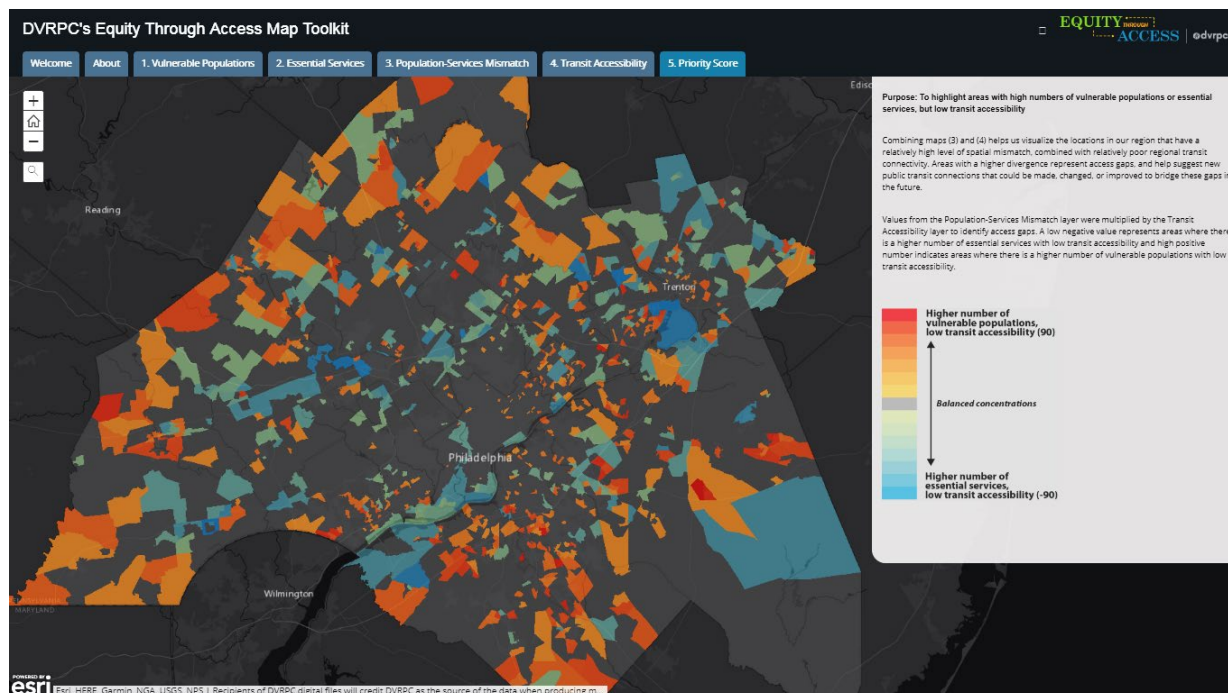 DVRPC's Equity Through Access Map Toolkit
EQUITY THROUGH
ACCESS
dvrpc
Welcome
About
1. Vulnerable Populations
2. Essential Services
3. Population-Services Mismatch
4. Transit Accessibility
5. Priority Score
Edis
Reading
Trenton
Philadelphia
Wilmington
MARYLAND
Purpose: To highlight areas with high numbers of vulnerable populations or essential
services, but low transit accessibility
Combining maps (3) and (4) helps us visualize the locations in our region that have a
relatively high level of spatial mismatch, combined with relatively poor regional transit
connectivity. Areas with a higher divergence represent access gaps, and help suggest new
public transit connections that could be made, changed, or improved to bridge these gaps in
the future.
Values from the Population-Services Mismatch layer were multiplied by the Transit
Accessibility layer to identify access gaps. A low negative value represents areas where there
is a higher number of essential services with low transit accessibility and high positive
number indicates areas where there is a higher number of vulnerable populations with low
transit accessibility.
Higher number of
vulnerable populations,
low transit accessibility (90)
Balanced concentrations
Higher number of
essential services,
low transit accessibility (-90)
POWERED BY
esri
Esri, HERE, Garmin, NGA, USGS, NPS | Recipients of DVRPC digital files will credit DVRPC as the source of the data when producing m...